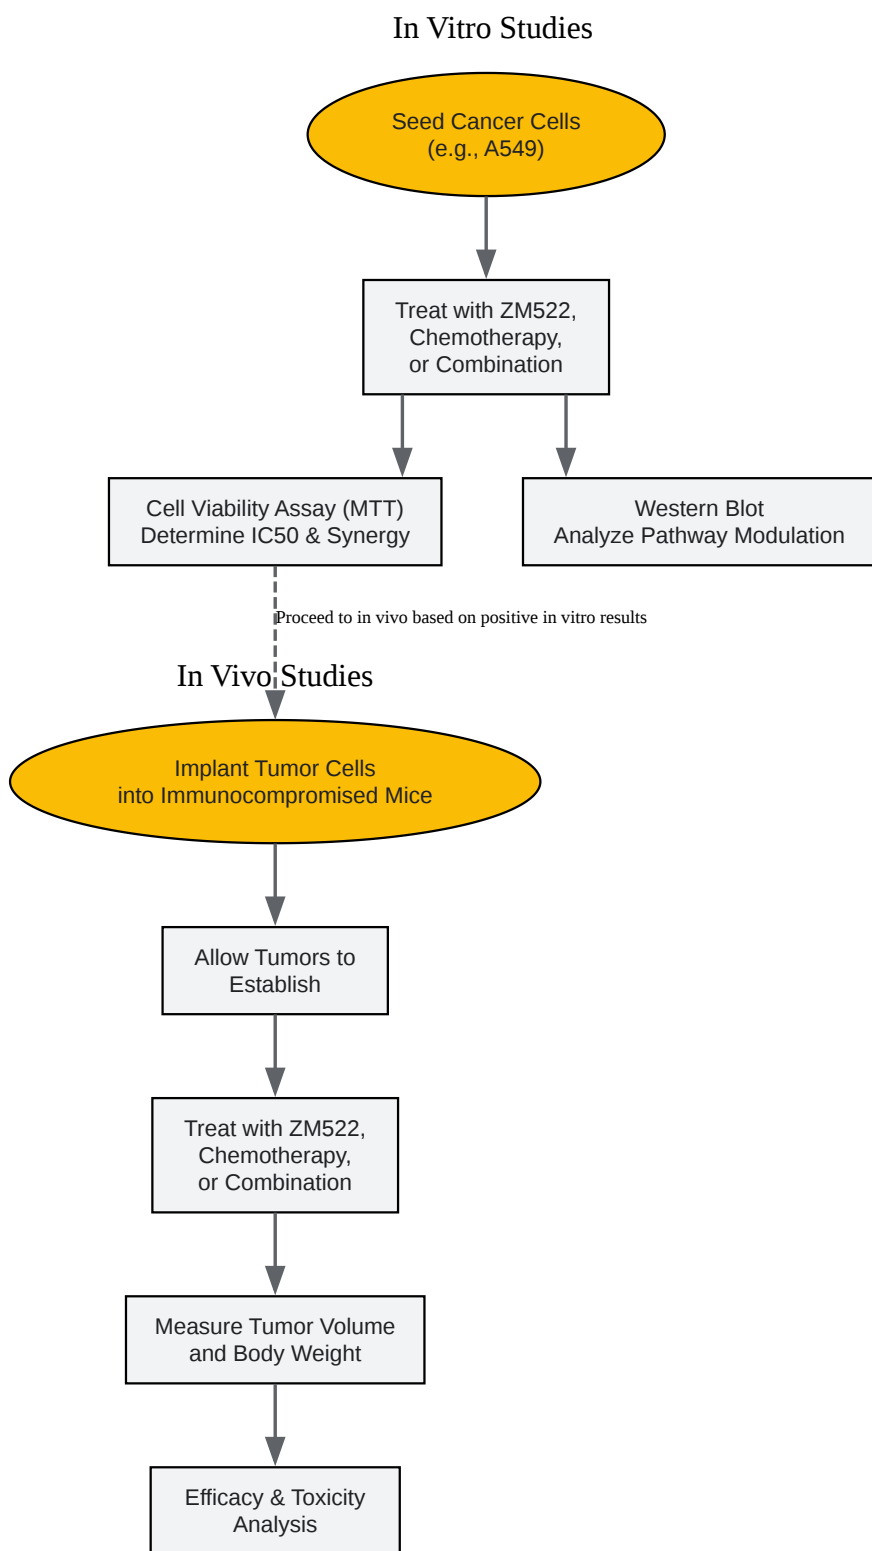 In Vitro Studies
Seed Cancer Cells
(e.g., A549)
Treat with ZM522,
Chemotherapy,
or Combination
Cell Viability Assay (MTT)
Determine IC50 & Synergy
Western Blot
Analyze Pathway Modulation
Proceed to in vivo based on positive in vitro results
In Vivo Studies
Implant Tumor Cells
into Immunocompromised Mice
Allow Tumors to
Establish
Treat with ZM522,
Chemotherapy,
or Combination
Measure Tumor Volume
and Body Weight
Efficacy & Toxicity
Analysis